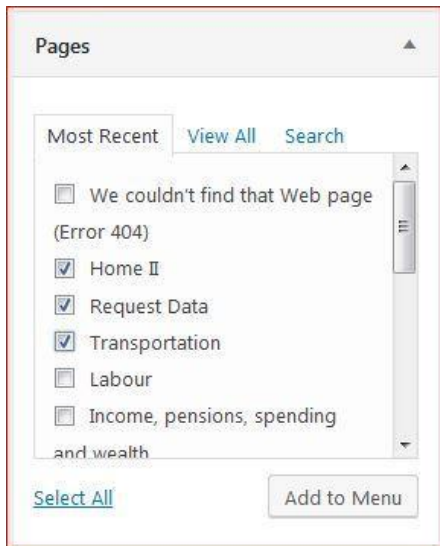 Pages
Most Recent View All Search
We couldn't find that Web page
(Error 404)
Home II
Request Data
Transportation
Labour
Income, pensions, spending
and wealth
Select All Add to Menu